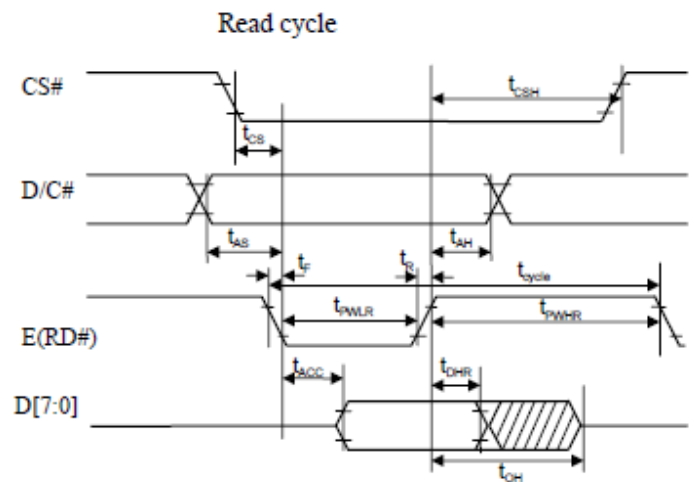 Read cycle
CS#
tCSH
tCS
D/C#
tAS
tAH
tF
tR
tcycle
E(RD#)
tPWLR
tPWHR
tACC
tDHR
D[7:0]
tOH